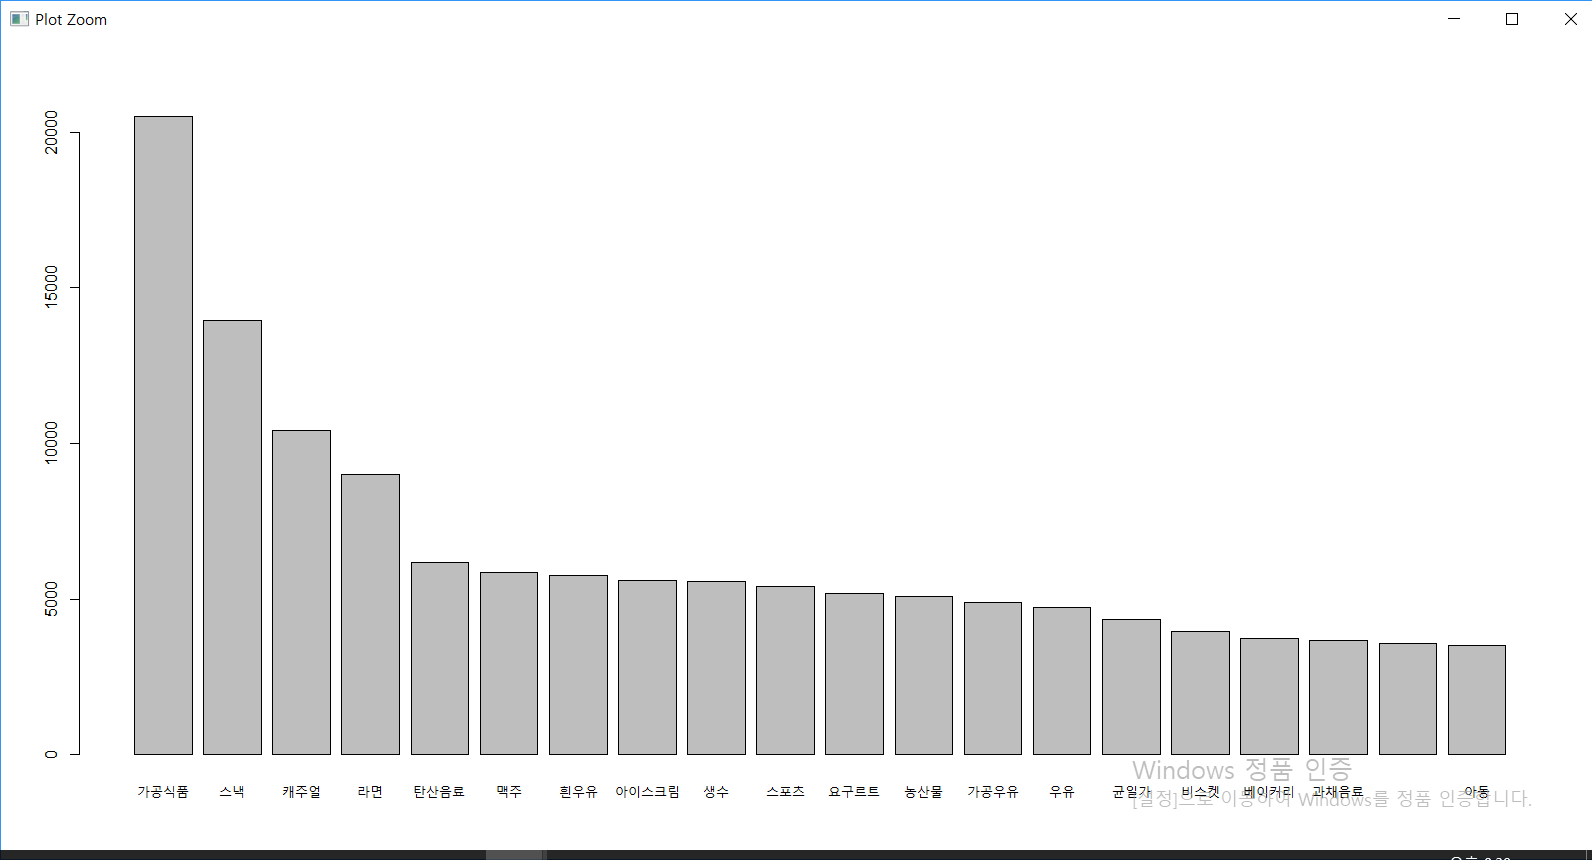 Plot Zoom
20000
15000
10000
5000
0
가공식품 스낵 캐주얼 라면 탄산음료 맥주 흰우유 아이스크림 생수 스포츠 요구르트 농산물 가공우유 우유 균일가 비스켓 베이커리 과채음료 아동
Windows 정품 인증
[설정]으로 이동하여 Windows를 정품 인증합니다.